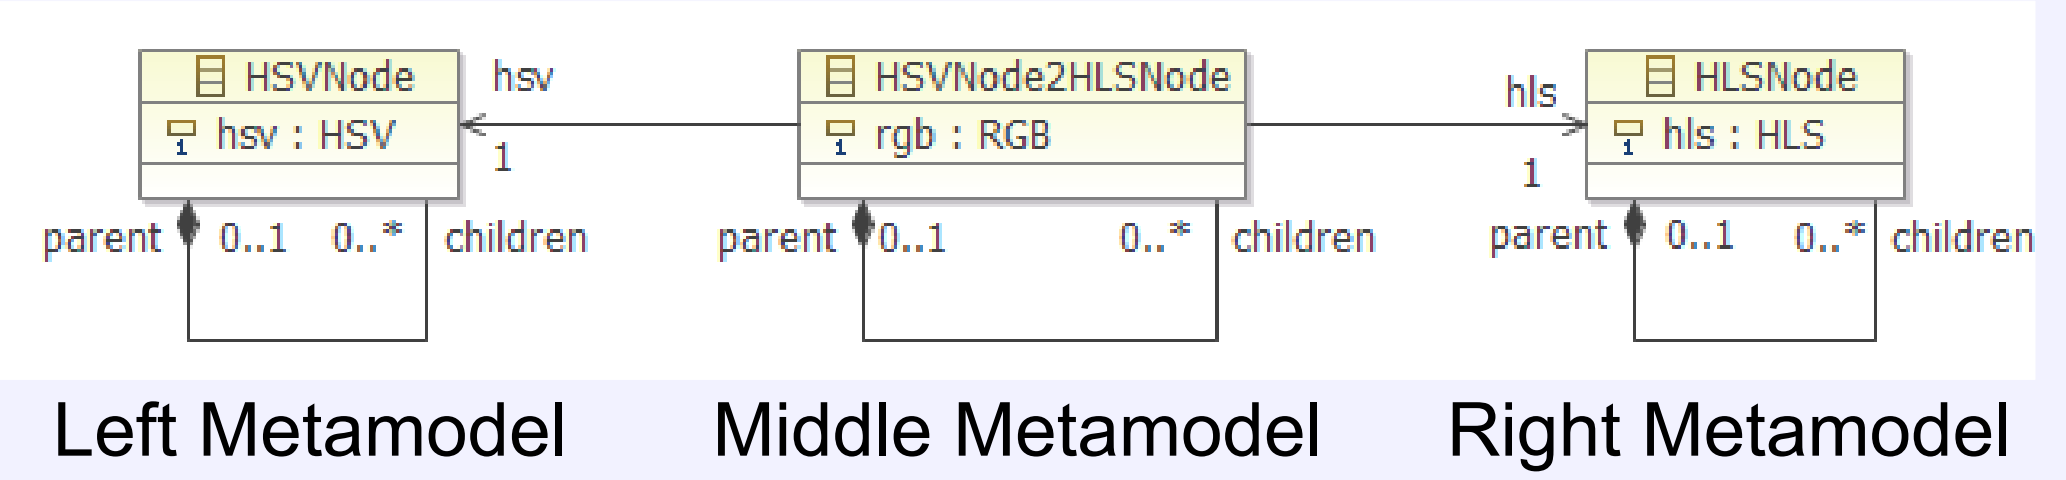 HSVNode
hsv : HSV
parent 0..1 0..* children
hsv
1
HSVNode2HLSNode
rgb : RGB
parent 0..1 0..* children
hls
1
HLSNode
hls : HLS
parent 0..1 0..* children
Left Metamodel
Middle Metamodel
Right Metamodel